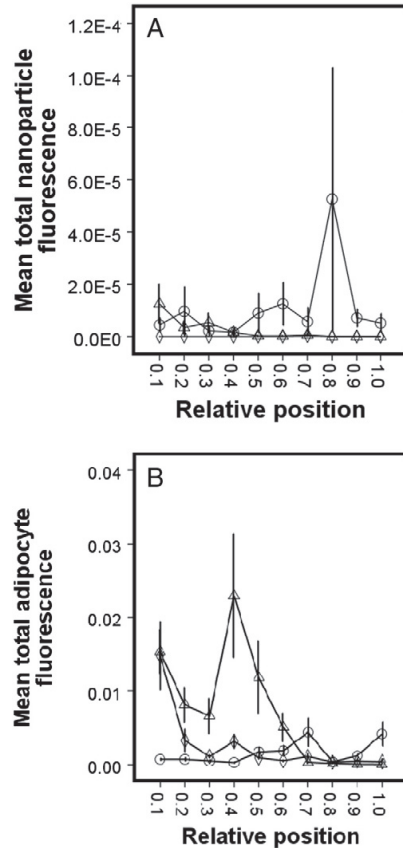 A
1.2E-4
1.0E-4
8.0E-5
6.0E-5
4.0E-5
2.0E-5
0.0E0
Mean total nanoparticle
fluorescence
0.1 0.2 0.3 0.4 0.5 0.6 0.7 0.8 0.9 1.0
Relative position
B
0.04
0.03
0.02
0.01
0.00
Mean total adipocyte
fluorescence
0.1 0.2 0.3 0.4 0.5 0.6 0.7 0.8 0.9 1.0
Relative position